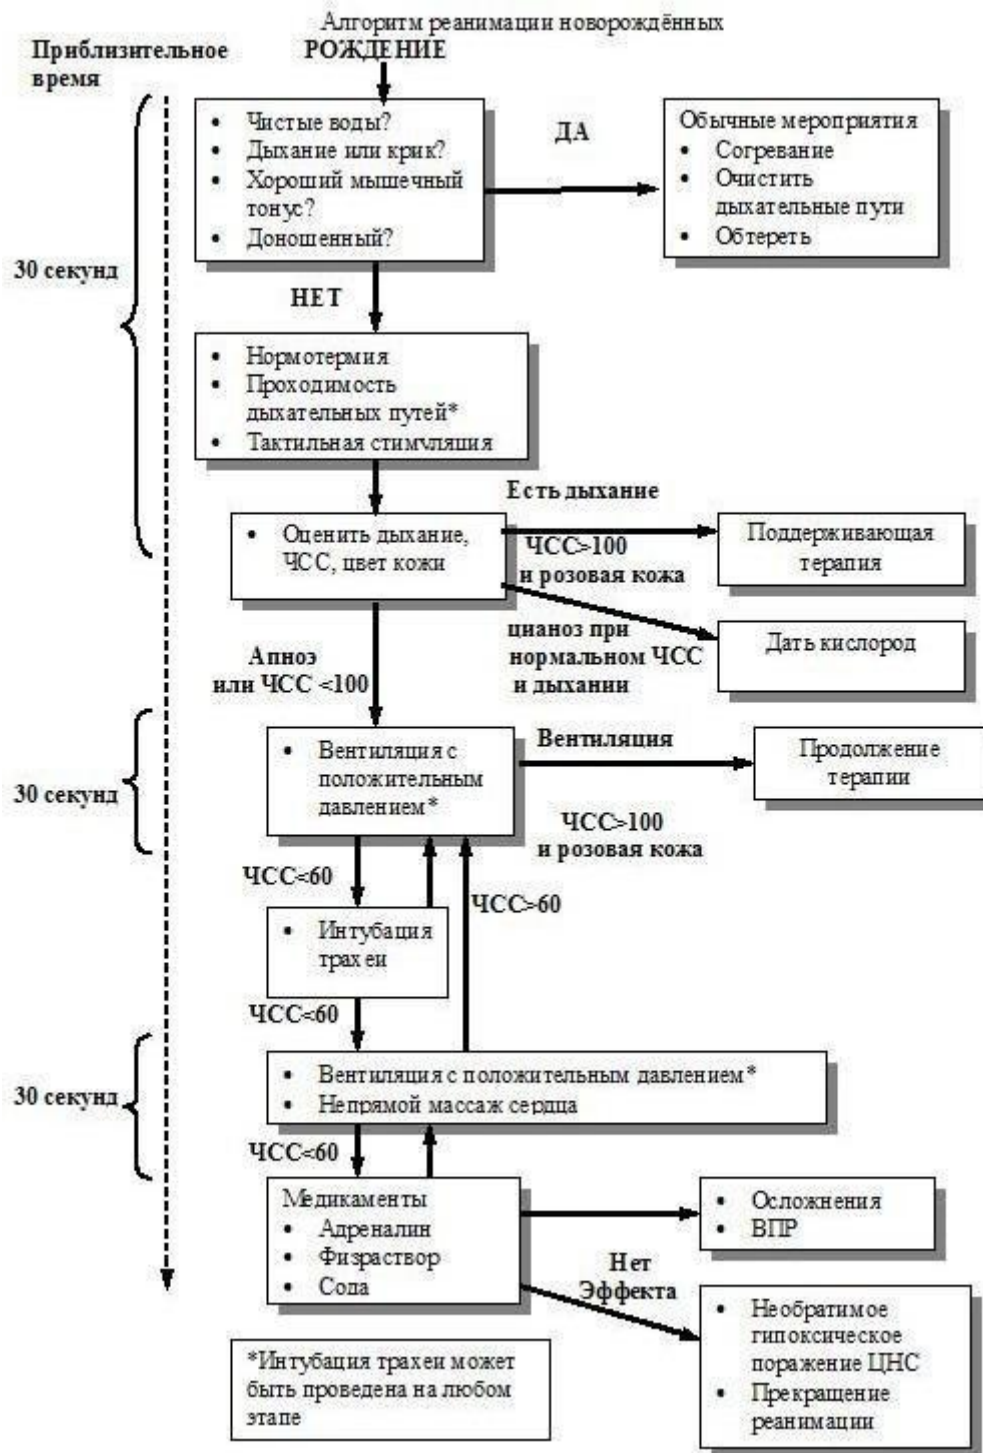 Алгоритм реанимации новорождённых
Приблизительное
время
РОЖДЕНИЕ
30 секунд
• Чистые воды?
• Дыхание или крик?
• Хороший мышечный
тонус?
• Доношенный?
ДА
Обычные мероприятия
• Согревание
• Очистить
дыхательные пути
• Обтереть
НЕТ
• Нормотермия
• Проходимость
дыхательных путей*
• Тактильная стимуляция
• Оценить дыхание,
ЧСС, цвет кожи
Есть дыхание
ЧСС>100
и розовая кожа
Поддерживающая
терапия
цианоз при
нормальном ЧСС
и дыхании
Дать кислород
Апноэ
или ЧСС <100
30 секунд
• Вентиляция с
положительным
давлением*
Вентиляция
ЧСС>100
и розовая кожа
Продолжение
терапии
ЧСС<60
ЧСС>60
• Интубация
трахеи
ЧСС<60
30 секунд
• Вентиляция с положительным давлением*
• Непрямой массаж сердца
ЧСС<60
Медикаменты
• Адреналин
• Физраствор
• Сода
• Осложнения
• ВПР
Нет
Эффекта
• Необратимое
гипоксическое
поражение ЦНС
• Прекращение
реанимации
*Интубация трахеи может
быть проведена на любом
этапе